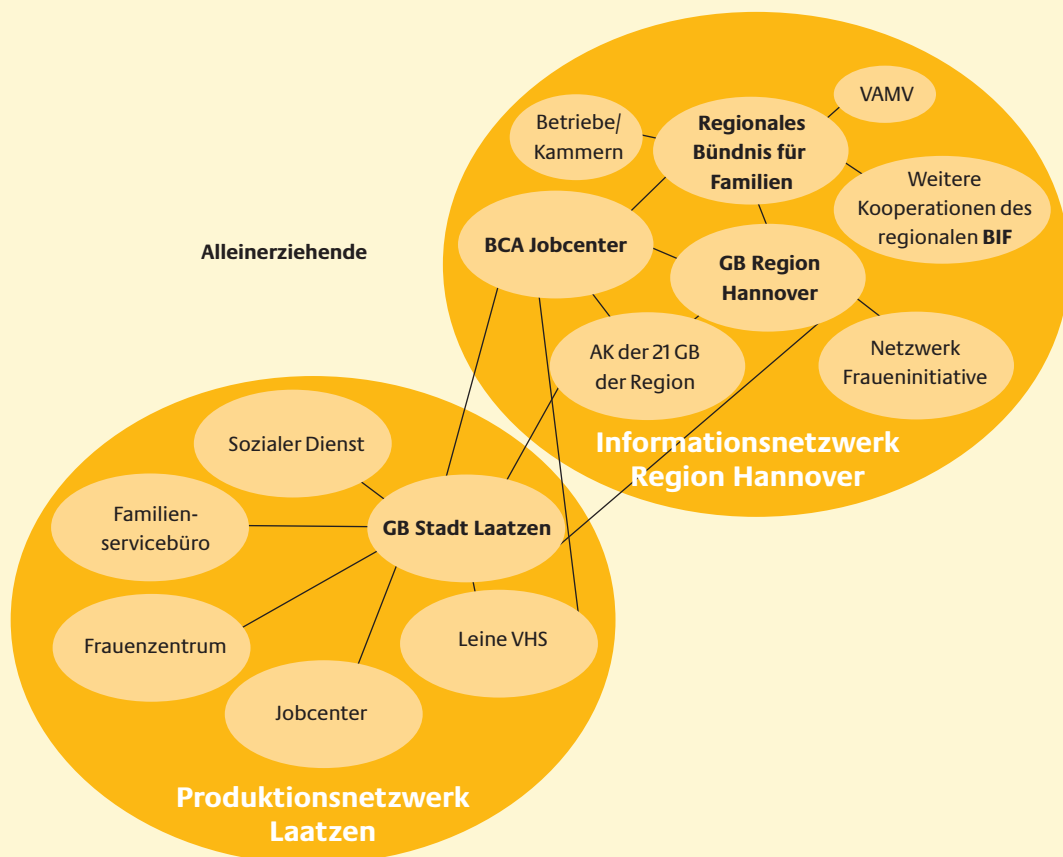 VAMV
Betriebe/
Kammern
Regionales
Bündnis für
Familien
Weitere
Kooperationen des
regionalen BIF
Alleinerziehende
BCA Jobcenter
GB Region
Hannover
AK der 21 GB
der Region
Netzwerk
Fraueninitiative
Informationsnetzwerk
Region Hannover
Sozialer Dienst
Familien-
servicebüro
GB Stadt Laatzen
Frauenzentrum
Leine VHS
Jobcenter
Produktionsnetzwerk
Laatzen